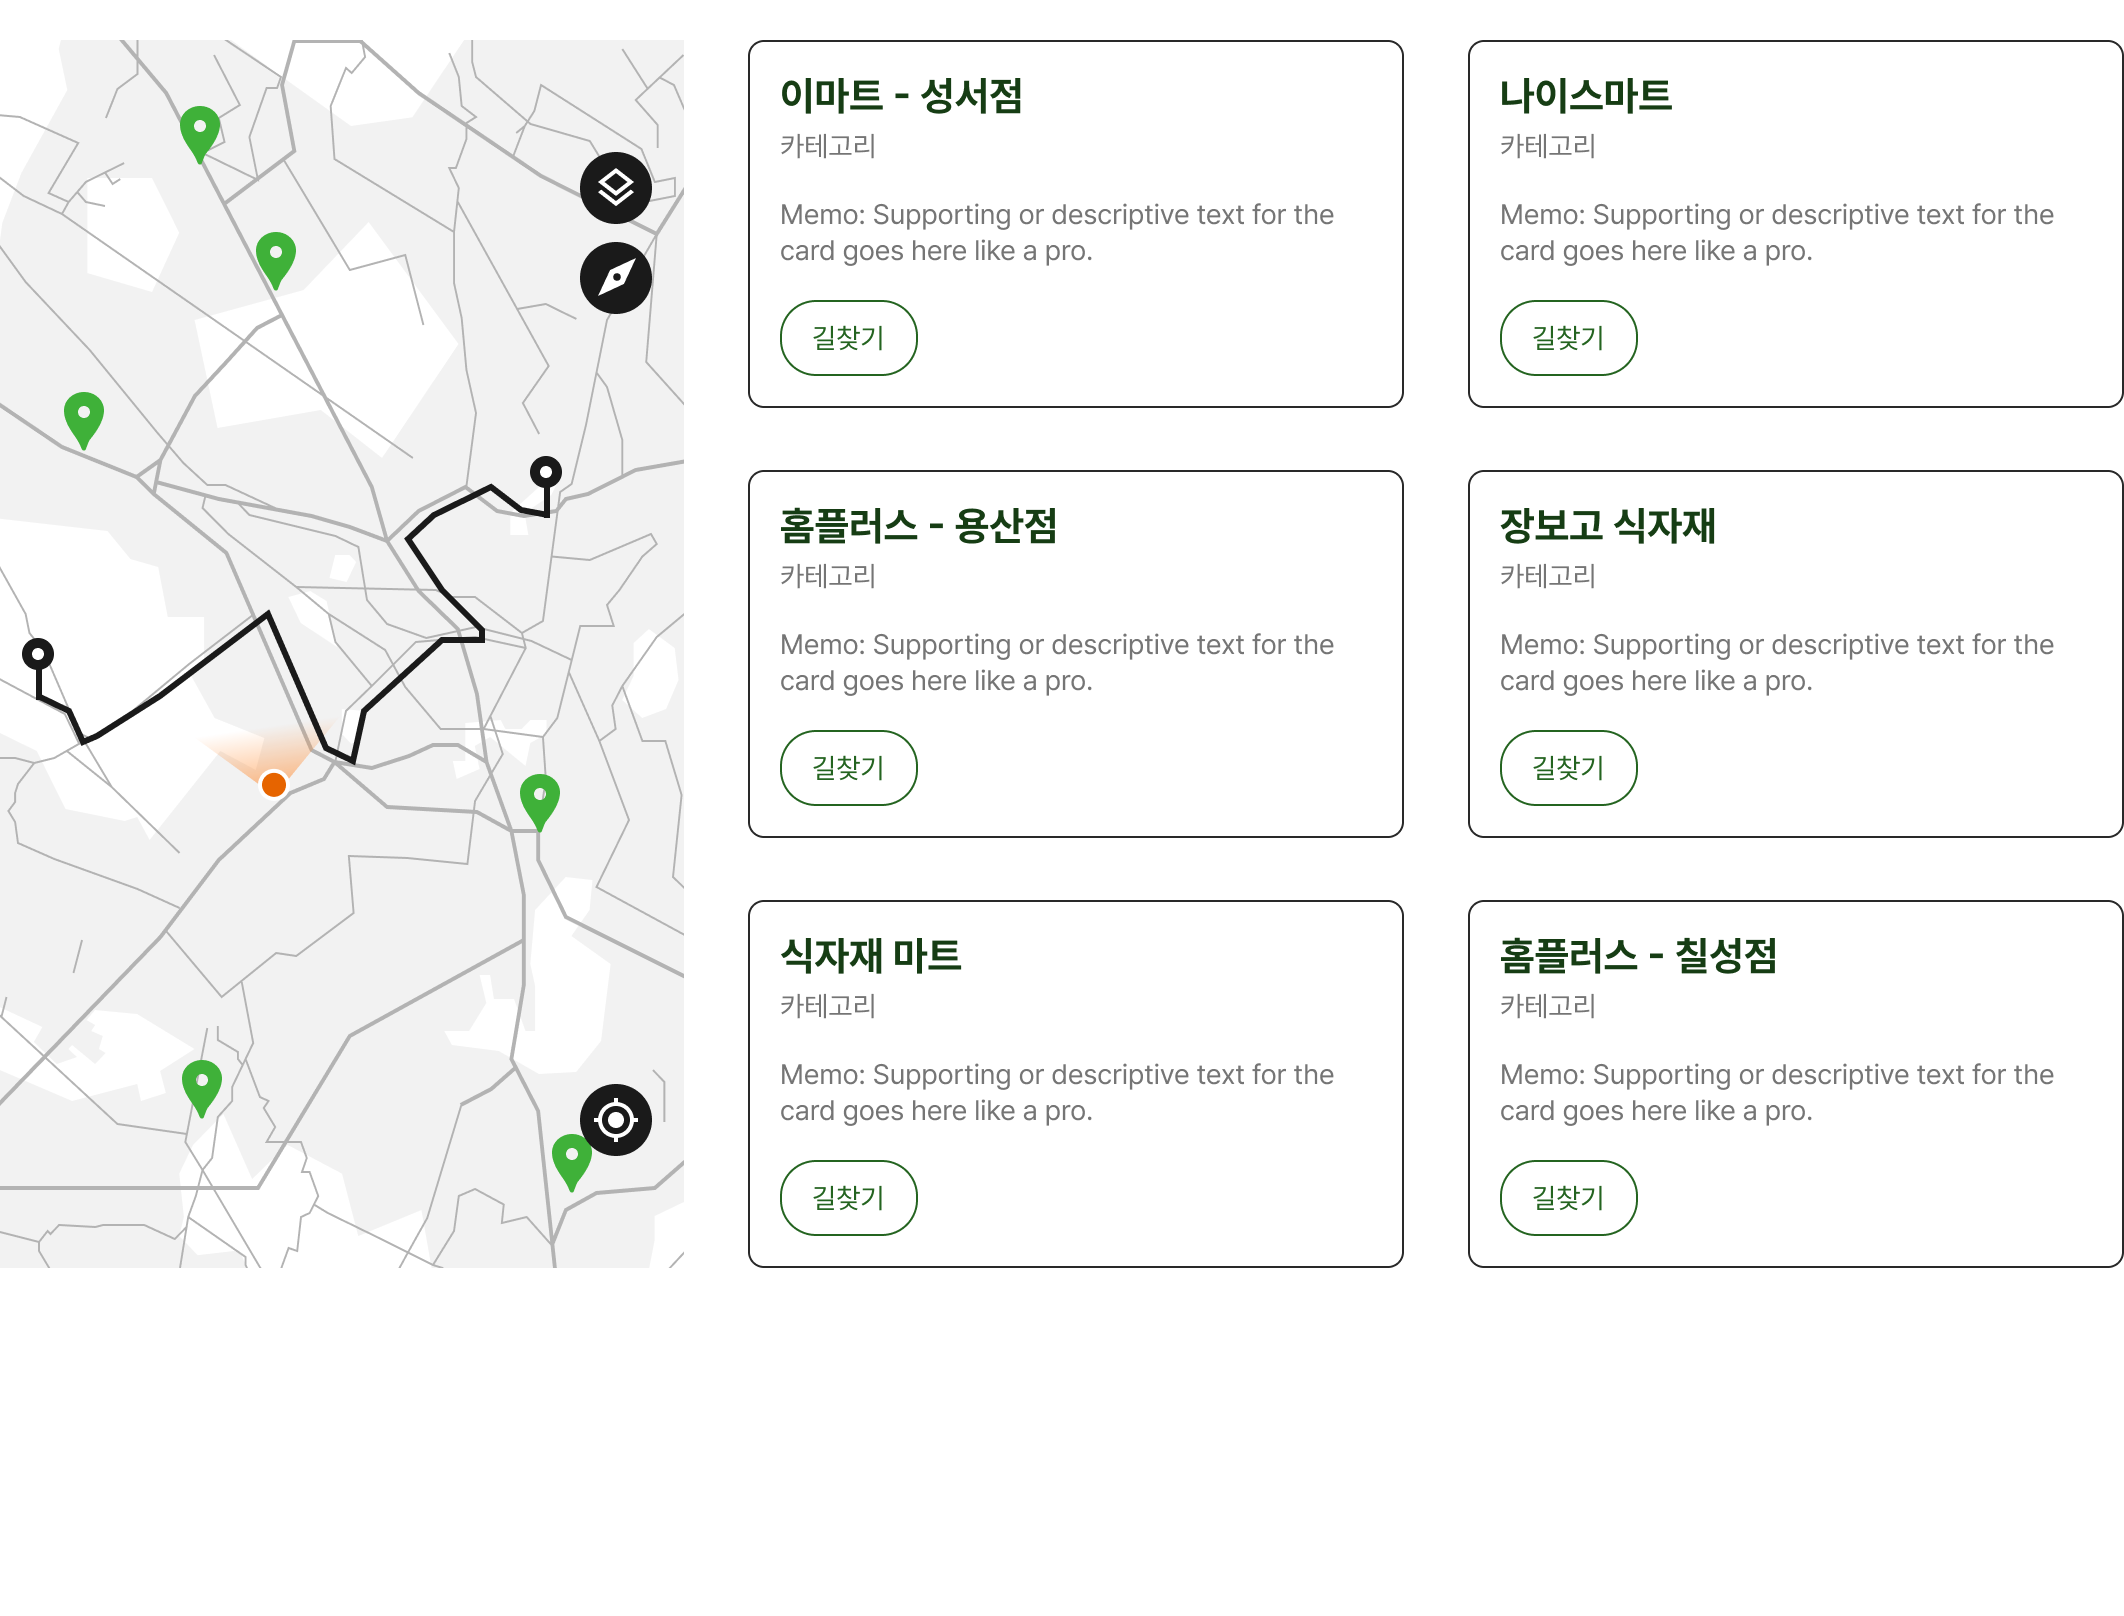 이마트 - 성서점
카테고리
Memo: Supporting or descriptive text for the
card goes here like a pro.
길찾기
나이스마트
카테고리
Memo: Supporting or descriptive text for the
card goes here like a pro.
길찾기
홈플러스 - 용산점
카테고리
Memo: Supporting or descriptive text for the
card goes here like a pro.
길찾기
장보고 식자재
카테고리
Memo: Supporting or descriptive text for the
card goes here like a pro.
길찾기
식자재 마트
카테고리
Memo: Supporting or descriptive text for the
card goes here like a pro.
길찾기
홈플러스 - 칠성점
카테고리
Memo: Supporting or descriptive text for the
card goes here like a pro.
길찾기